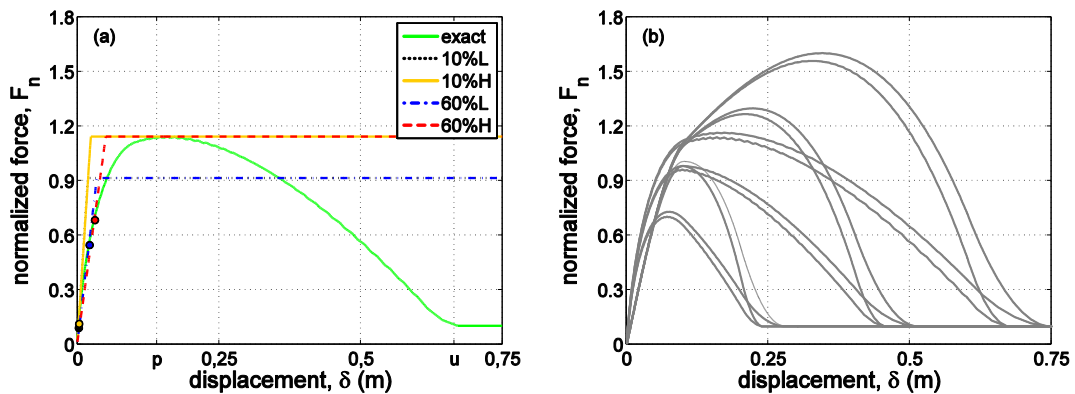 (a)
exact
10%L
10%H
60%L
60%H
normalized force, Fn
1.8
1.5
1.2
0.9
0.6
0.3
0
0 p 0,25 0,5 u 0,75
displacement, δ (m)
(b)
normalized force, Fn
1.8
1.5
1.2
0.9
0.6
0.3
0
0 0.25 0.5 0.75
displacement, δ (m)